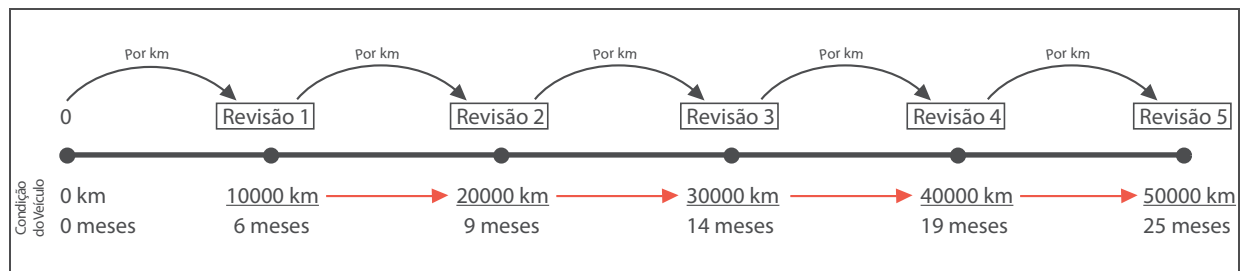 Por km Por km Por km Por km Por km
0 Revisão 1 Revisão 2 Revisão 3 Revisão 4 Revisão 5
Condição
do Veículo
0 km 10000 km 20000 km 30000 km 40000 km 50000 km
0 meses 6 meses 9 meses 14 meses 19 meses 25 meses